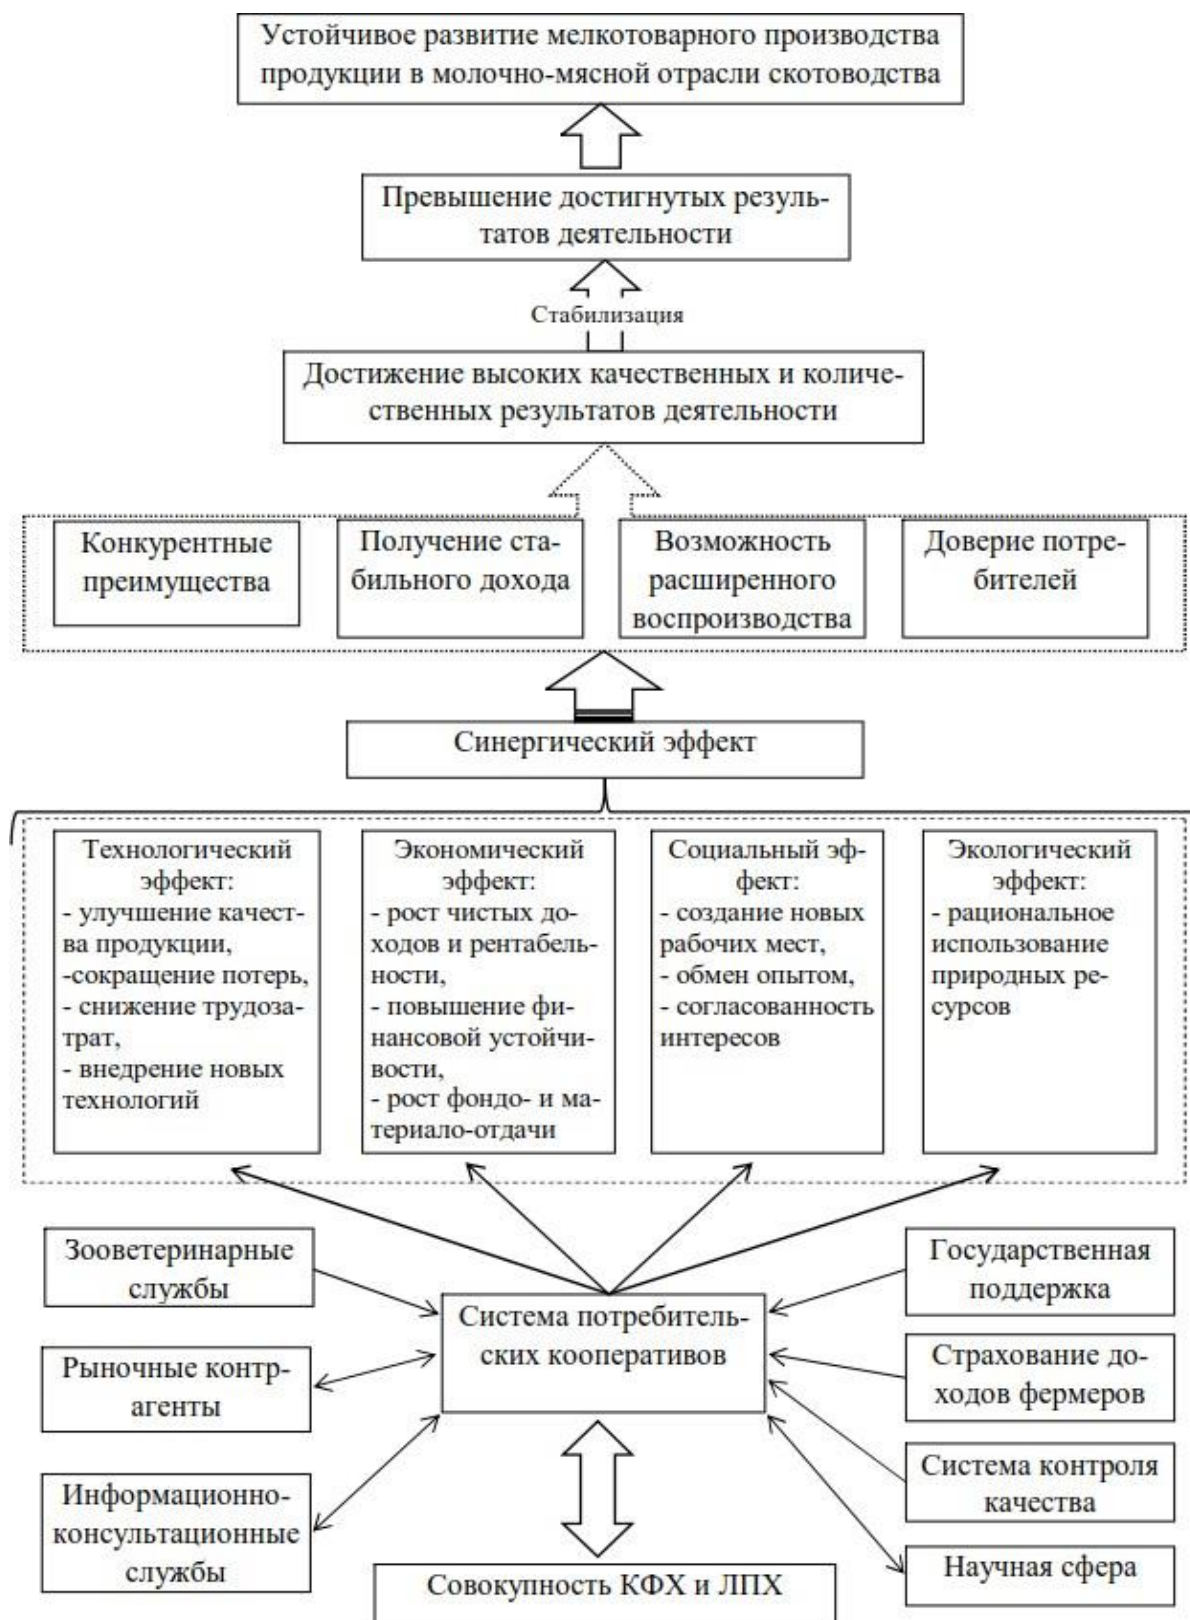 Устойчивое развитие мелкотоварного производства
продукции в молочно-мясной отрасли скотоводства
Превышение достигнутых резуль-
татов деятельности
Стабилизация
Достижение высоких качественных и количе-
ственных результатов деятельности
Конкурентные
преимущества
Получение ста-
бильного дохода
Возможность
расширенного
воспроизводства
Доверие потре-
бителей
Синергический эффект
Технологический
эффект:
- улучшение качест-
ва продукции,
-сокращение потерь,
- снижение трудоза-
трат,
- внедрение новых
технологий
Экономический
эффект:
- рост чистых до-
ходов и рентабель-
ности,
- повышение фи-
нансовой устойчи-
вости,
- рост фондо- и ма-
териало-отдачи
Социальный эф-
фект:
- создание новых
рабочих мест,
- обмен опытом,
- согласованность
интересов
Экологический
эффект:
- рациональное
использование
природных ре-
сурсов
Зооветеринарные
службы
Рыночные контр-
агенты
Информационно-
консультационные
службы
Система потребитель-
ских кооперативов
Государственная
поддержка
Страхование до-
ходов фермеров
Система контроля
качества
Научная сфера
Совокупность КФХ и ЛПХ